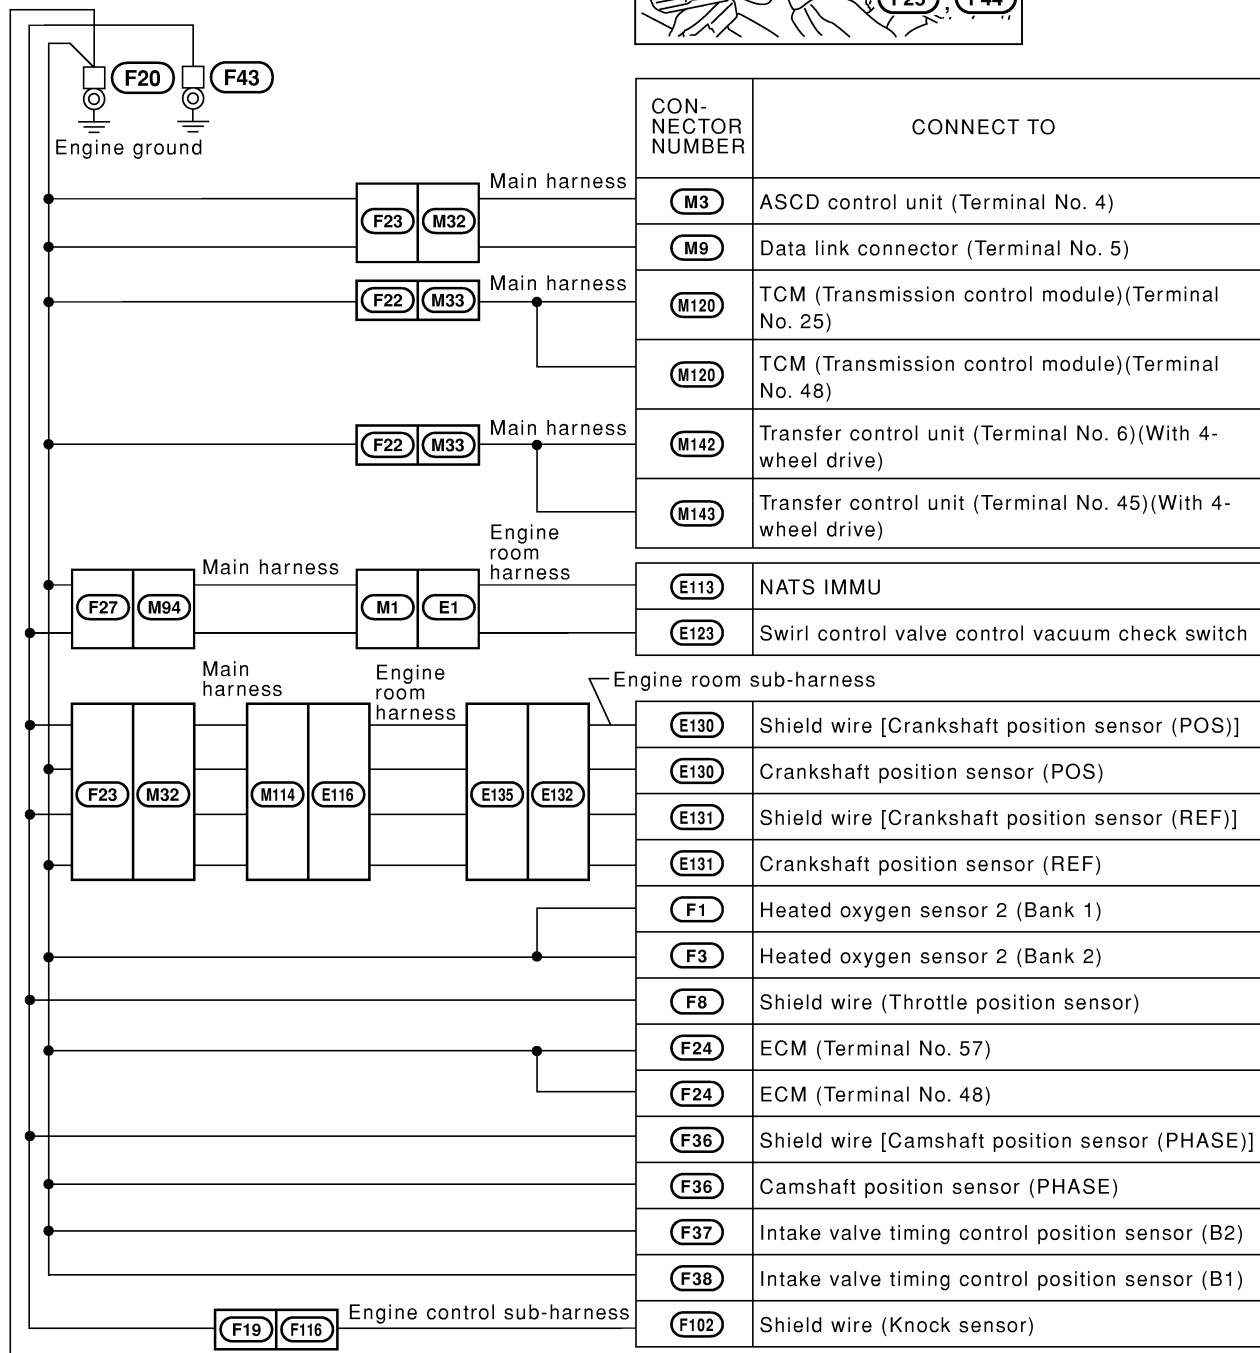 F25 , F44
F20
F43
Engine ground
CON-
NECTOR
NUMBER
CONNECT TO
Main harness
F23 M32
M3
ASCD control unit (Terminal No. 4)
M9
Data link connector (Terminal No. 5)
Main harness
F22 M33
M120
TCM (Transmission control module)(Terminal
No. 25)
M120
TCM (Transmission control module)(Terminal
No. 48)
Main harness
F22 M33
M142
Transfer control unit (Terminal No. 6)(With 4-
wheel drive)
M143
Transfer control unit (Terminal No. 45)(With 4-
wheel drive)
Engine
room
harness
Main harness
F27 M94
M1 E1
E113
NATS IMMU
E123
Swirl control valve control vacuum check switch
Main
harness
Engine
room
harness
Engine room sub-harness
F23 M32
M114 E116
E135 E132
E130
Shield wire [Crankshaft position sensor (POS)]
E130
Crankshaft position sensor (POS)
E131
Shield wire [Crankshaft position sensor (REF)]
E131
Crankshaft position sensor (REF)
F1
Heated oxygen sensor 2 (Bank 1)
F3
Heated oxygen sensor 2 (Bank 2)
F8
Shield wire (Throttle position sensor)
F24
ECM (Terminal No. 57)
F24
ECM (Terminal No. 48)
F36
Shield wire [Camshaft position sensor (PHASE)]
F36
Camshaft position sensor (PHASE)
F37
Intake valve timing control position sensor (B2)
F38
Intake valve timing control position sensor (B1)
Engine control sub-harness
F19 F116
F102
Shield wire (Knock sensor)